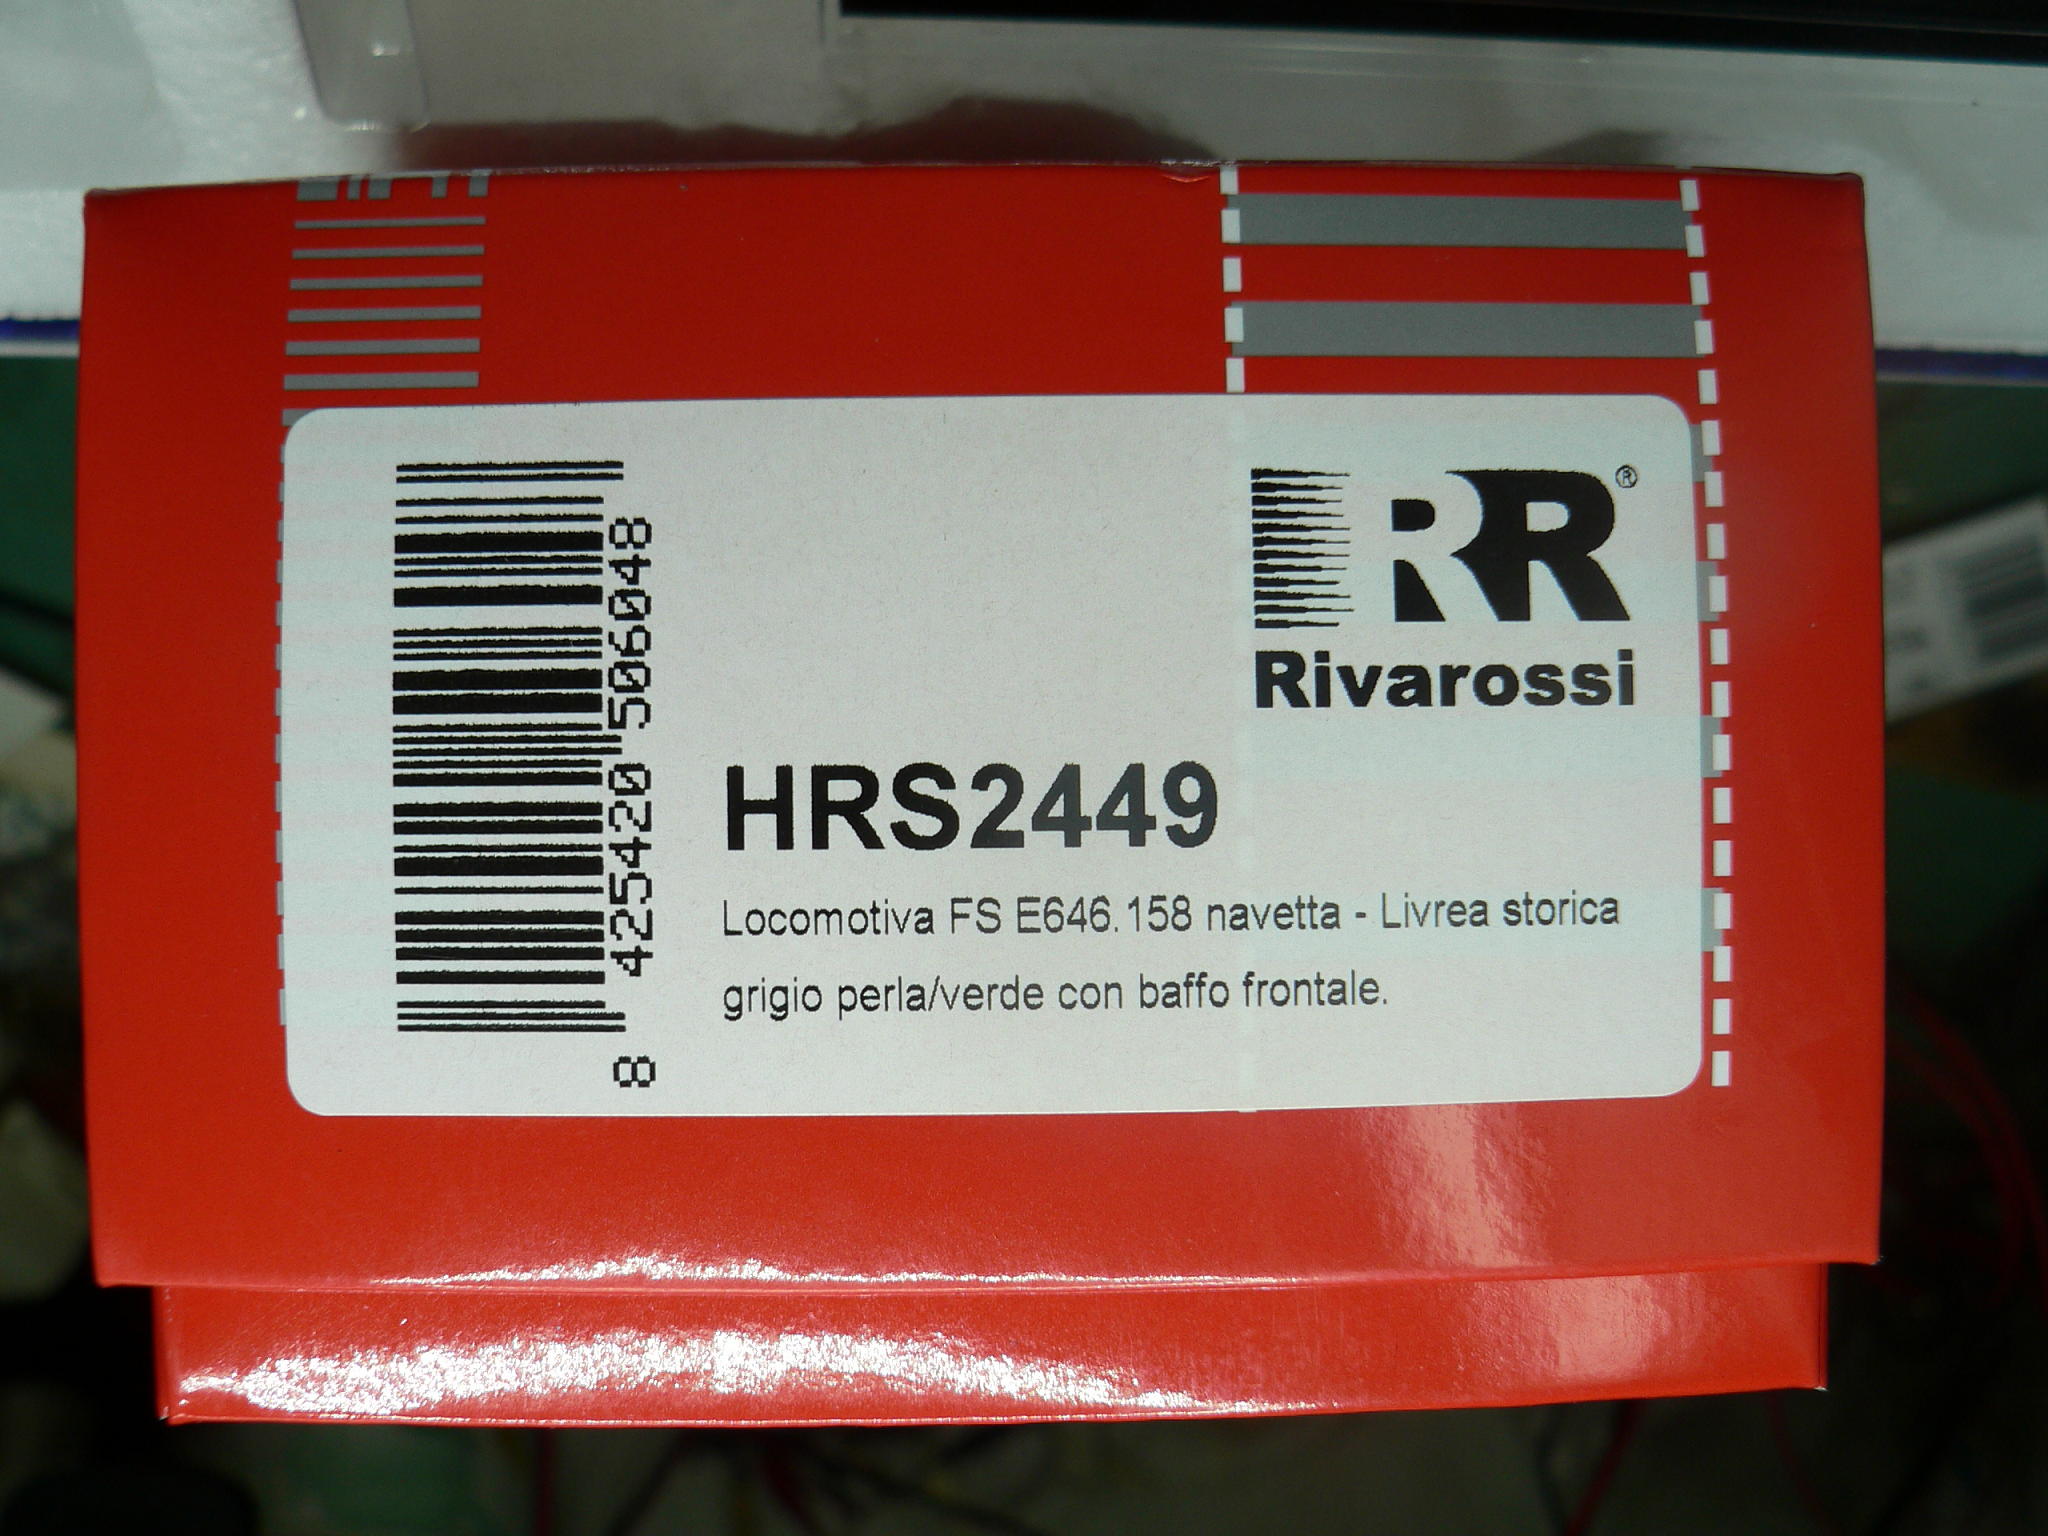 RR®
Rivarossi
8 425420 506048
HRS2449
Locomotiva FS E646.158 navetta - Livrea storica
grigio perla/verde con baffo frontale.